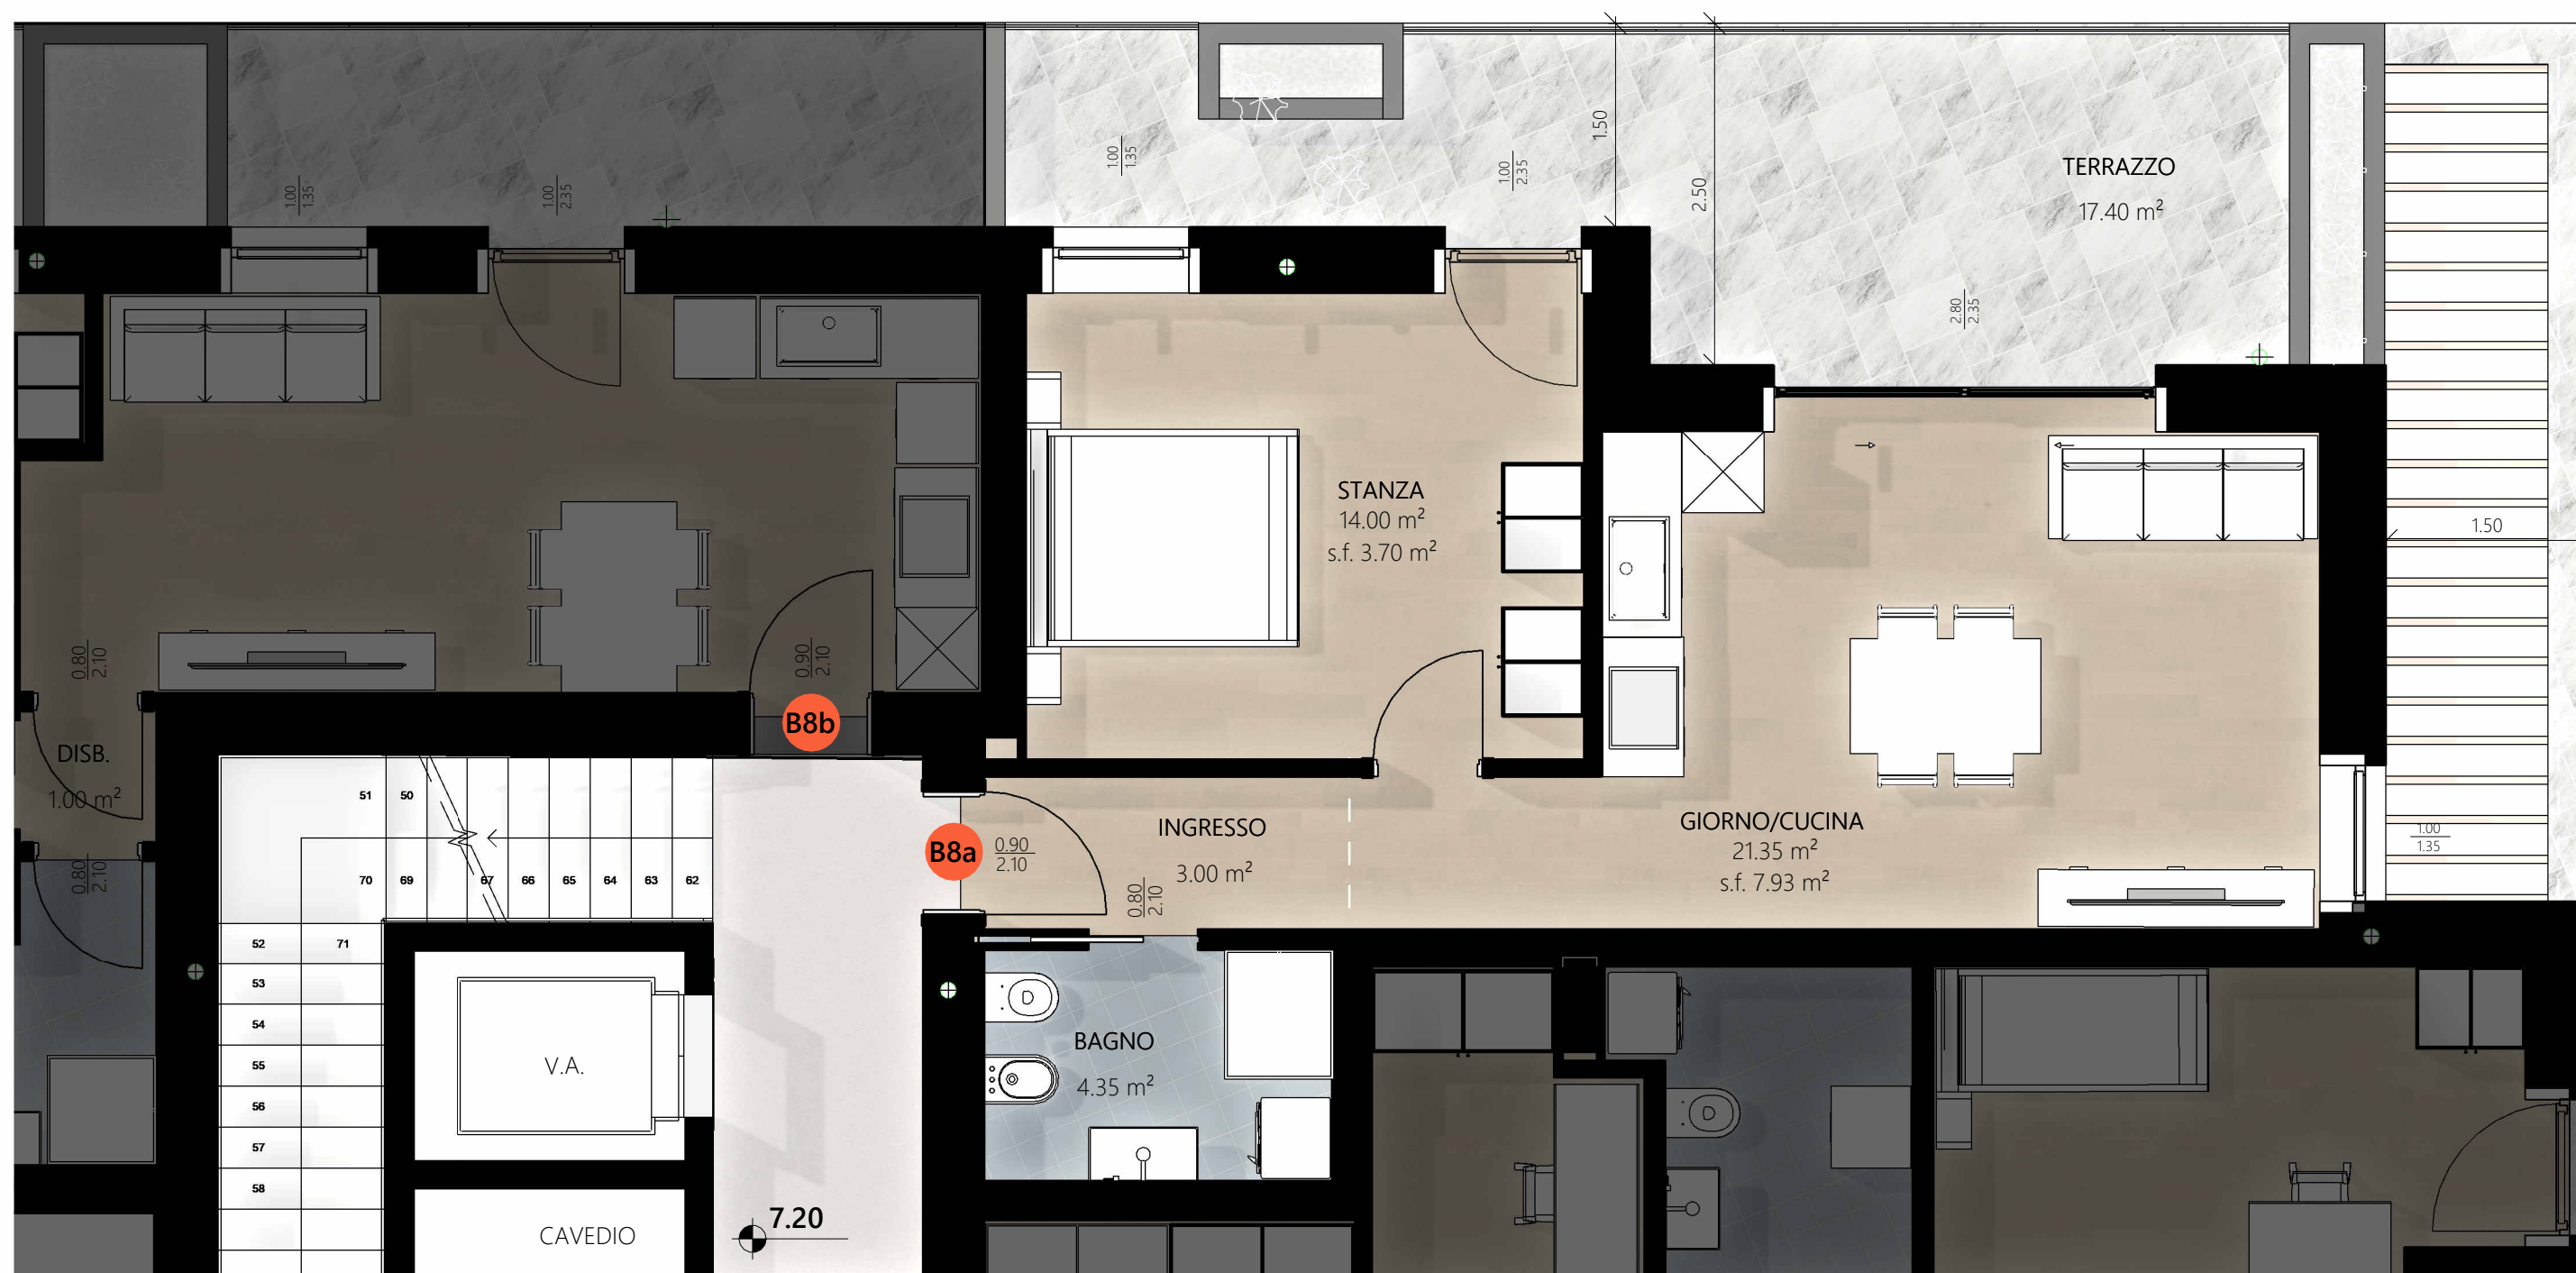 1.00
1.35
1.00
2.35
1.00
1.35
1.00
2.35
1.50
2.50
TERRAZZO
17.40 m²
2.80
2.35
STANZA
14.00 m²
s.f. 3.70 m²
1.50
0.80
2.10
0.90
2.10
B8b
DISB.
1.00 m²
51 50
70 69 67 66 65 64 63 62
0.80
2.10
B8a
0.90
2.10
INGRESSO
3.00 m²
0.80
2.10
GIORNO/CUCINA
21.35 m²
s.f. 7.93 m²
1.00
1.35
52 71
53
54
55
56
57
58
V.A.
BAGNO
4.35 m²
7.20
CAVEDIO